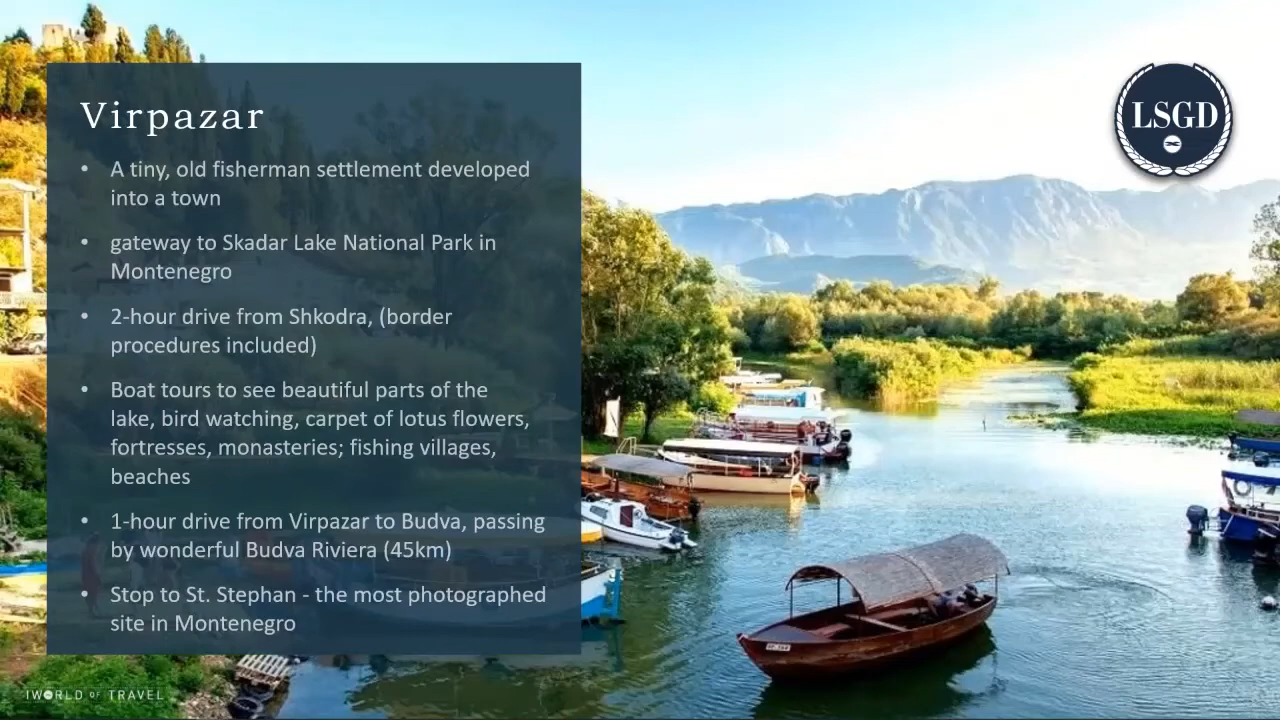 Virpazar
• A tiny, old fisherman settlement developed
into a town
• gateway to Skadar Lake National Park in
Montenegro
• 2-hour drive from Shkodra, (border
procedures included)
• Boat tours to see beautiful parts of the
lake, bird watching, carpet of lotus flowers,
fortresses, monasteries; fishing villages,
beaches
• 1-hour drive from Virpazar to Budva, passing
by wonderful Budva Riviera (45km)
• Stop to St. Stephan - the most photographed
site in Montenegro
LSGD
WORLD OF TRAVEL